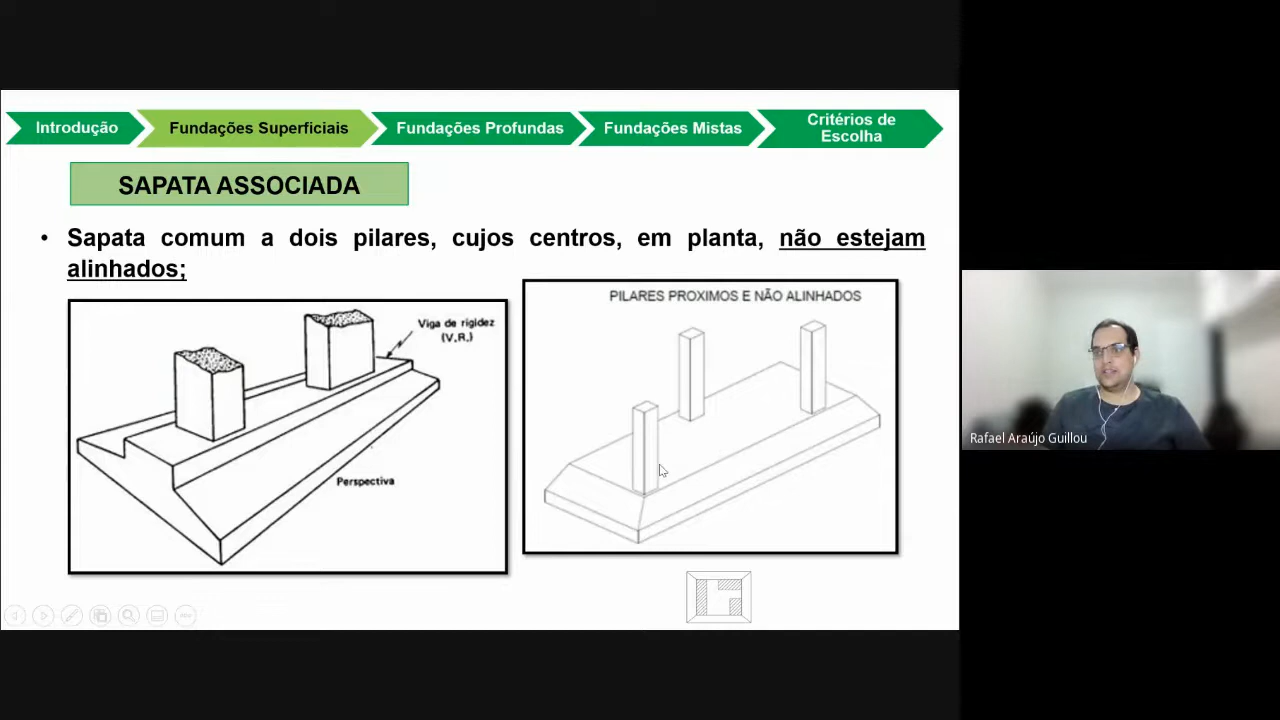 Introdução
Fundações Superficiais
Fundações Profundas
Fundações Mistas
Critérios de
Escolha
SAPATA ASSOCIADA
• Sapata comum a dois pilares, cujos centros, em planta, não estejam
alinhados;
Viga de rigidez
(V.R.)
Perspectiva
PILARES PROXIMOS E NÃO ALINHADOS
Rafael Araújo Guillou